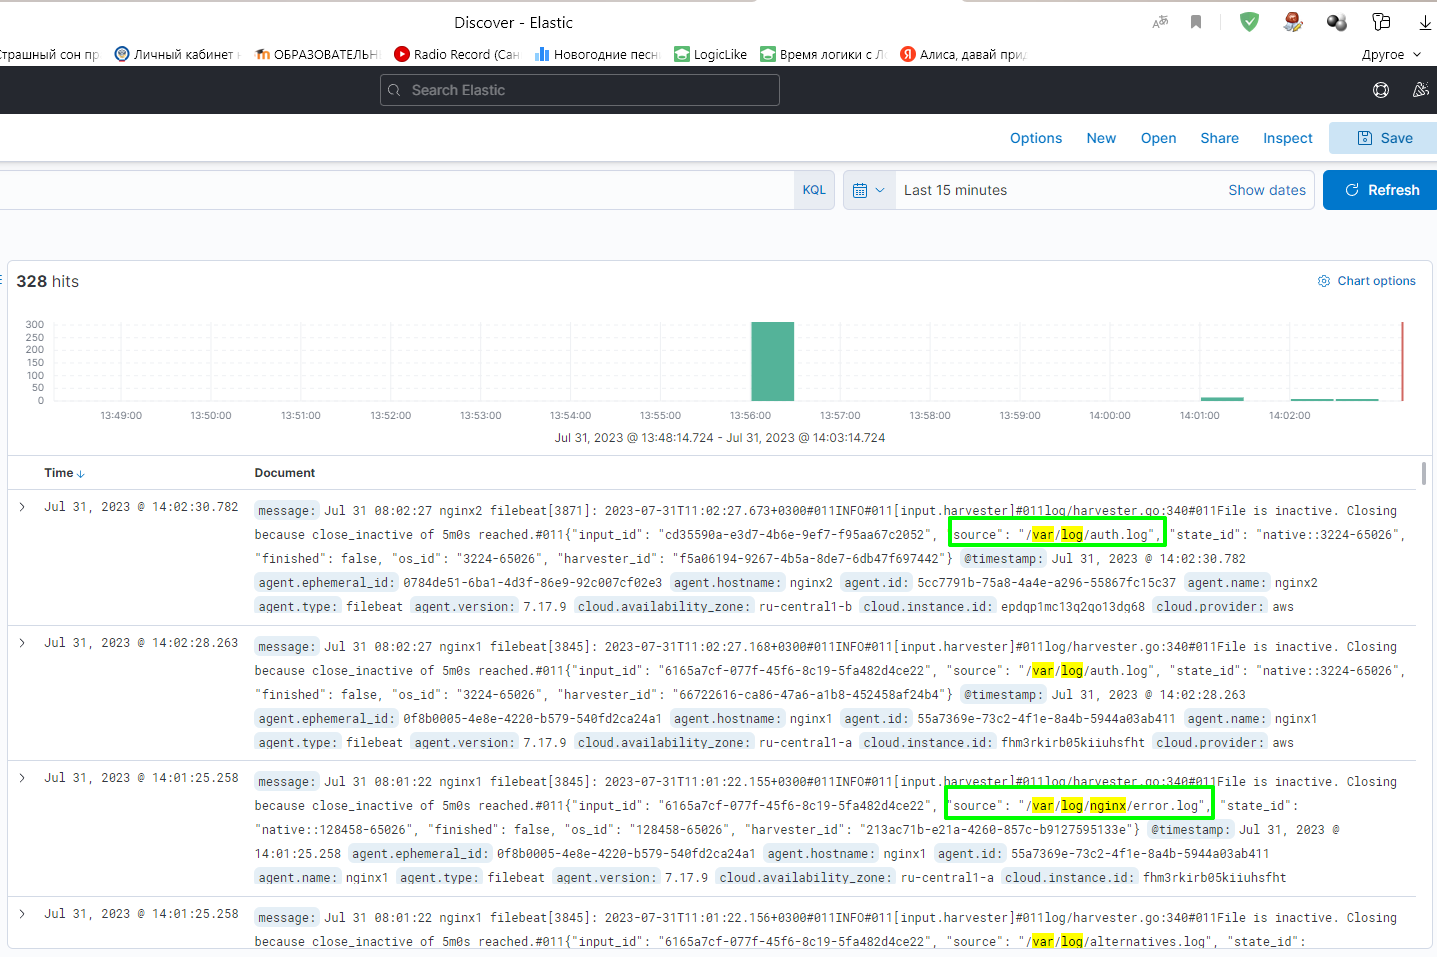 Discover - Elastic
Страшный сон пр
Личный кабинет
ОБРАЗОВАТЕЛЬН
Radio Record (Сан
Новогодние песн
LogicLike
Время логики с Л
Алиса, давай прид
Другое
Search Elastic
Options New Open Share Inspect Save
KQL Last 15 minutes Show dates Refresh
328 hits Chart options
300
250
200
150
100
50
0
13:49:00 13:50:00 13:51:00 13:52:00 13:53:00 13:54:00 13:55:00 13:56:00 13:57:00 13:58:00 13:59:00 14:00:00 14:01:00 14:02:00
Jul 31, 2023 @ 13:48:14.724 - Jul 31, 2023 @ 14:03:14.724
Time Document
Jul 31, 2023 @ 14:02:30.782 message: Jul 31 08:02:27 nginx2 filebeat[3871]: 2023-07-31T11:02:27.673+0300#011INFO#011[input.harvester]#011log/harvester.go:340#011File is inactive. Closing
because close_inactive of 5m0s reached.#011{"input_id": "cd35590a-e3d7-4b6e-9ef7-f95aa67c2052", "source": "/var/log/auth.log", "state_id": "native::3224-65026",
"finished": false, "os_id": "3224-65026", "harvester_id": "f5a06194-9267-4b5a-8de7-6db47f697442"} @timestamp: Jul 31, 2023 @ 14:02:30.782
agent.ephemeral_id: 0784de51-6ba1-4d3f-86e9-92c007cf02e3 agent.hostname: nginx2 agent.id: 5cc7791b-75a8-4a4e-a296-55867fc15c37 agent.name: nginx2
agent.type: filebeat agent.version: 7.17.9 cloud.availability_zone: ru-central1-b cloud.instance.id: epdqp1mc13q2qo13dg68 cloud.provider: aws
Jul 31, 2023 @ 14:02:28.263 message: Jul 31 08:02:27 nginx1 filebeat[3845]: 2023-07-31T11:02:27.168+0300#011INFO#011[input.harvester]#011log/harvester.go:340#011File is inactive. Closing
because close_inactive of 5m0s reached.#011{"input_id": "6165a7cf-077f-45f6-8c19-5fa482d4ce22", "source": "/var/log/auth.log", "state_id": "native::3224-65026",
"finished": false, "os_id": "3224-65026", "harvester_id": "66722616-ca86-47a6-a1b8-452458af24b4"} @timestamp: Jul 31, 2023 @ 14:02:28.263
agent.ephemeral_id: 0f8b0005-4e8e-4220-b579-540fd2ca24a1 agent.hostname: nginx1 agent.id: 55a7369e-73c2-4f1e-8a4b-5944a03ab411 agent.name: nginx1
agent.type: filebeat agent.version: 7.17.9 cloud.availability_zone: ru-central1-a cloud.instance.id: fhm3rkirb05kiiuhsfht cloud.provider: aws
Jul 31, 2023 @ 14:01:25.258 message: Jul 31 08:01:22 nginx1 filebeat[3845]: 2023-07-31T11:01:22.155+0300#011INFO#011[input.harvester]#011log/harvester.go:340#011File is inactive. Closing
because close_inactive of 5m0s reached.#011{"input_id": "6165a7cf-077f-45f6-8c19-5fa482d4ce22", "source": "/var/log/nginx/error.log", "state_id":
"native::128458-65026", "finished": false, "os_id": "128458-65026", "harvester_id": "213ac71b-e21a-4260-857c-b9127595133e"} @timestamp: Jul 31, 2023 @
14:01:25.258 agent.ephemeral_id: 0f8b0005-4e8e-4220-b579-540fd2ca24a1 agent.hostname: nginx1 agent.id: 55a7369e-73c2-4f1e-8a4b-5944a03ab411
agent.name: nginx1 agent.type: filebeat agent.version: 7.17.9 cloud.availability_zone: ru-central1-a cloud.instance.id: fhm3rkirb05kiiuhsfht
Jul 31, 2023 @ 14:01:25.258 message: Jul 31 08:01:22 nginx1 filebeat[3845]: 2023-07-31T11:01:22.156+0300#011INFO#011[input.harvester]#011log/harvester.go:340#011File is inactive. Closing
because close_inactive of 5m0s reached.#011{"input_id": "6165a7cf-077f-45f6-8c19-5fa482d4ce22", "source": "/var/log/alternatives.log", "state_id":